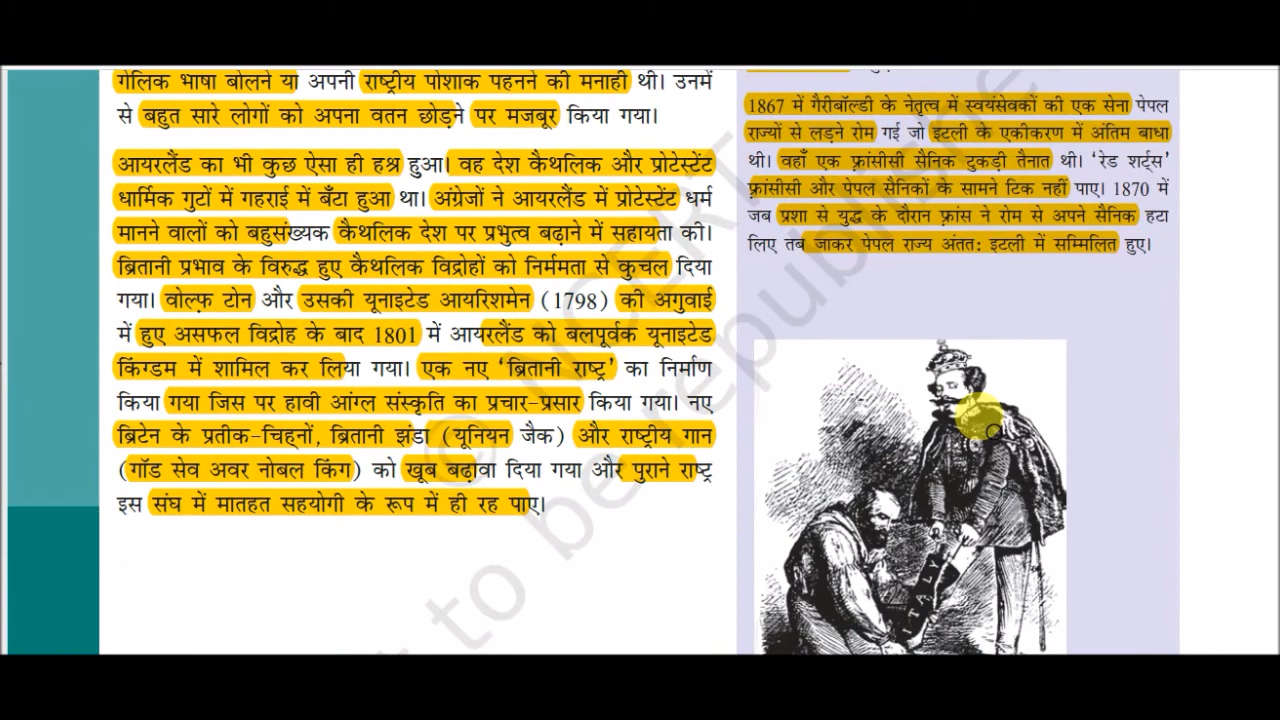 गेलिक भाषा बोलने या अपनी राष्ट्रीय पोशाक पहनने की मनाही थी। उनमें
से बहुत सारे लोगों को अपना वतन छोड़ने पर मजबूर किया गया।
आयरलैंड का भी कुछ ऐसा ही हश्र हुआ। वह देश कैथलिक और प्रोटेस्टेंट
धार्मिक गुटों में गहराई में बँटा हुआ था। अंग्रेजों ने आयरलैंड में प्रोटेस्टेंट धर्म
मानने वालों को बहुसंख्यक कैथलिक देश पर प्रभुत्व बढ़ाने में सहायता की।
ब्रितानी प्रभाव के विरुद्ध हुए कैथलिक विद्रोहों को निर्ममता से कुचल दिया
गया। वोल्फ़ टोन और उसकी यूनाइटेड आयरिशमेन (1798) की अगुवाई
में हुए असफल विद्रोह के बाद 1801 में आयरलैंड को बलपूर्वक यूनाइटेड
किंग्डम में शामिल कर लिया गया। एक नए ‘ब्रितानी राष्ट्र’ का निर्माण
किया गया जिस पर हावी आंग्ल संस्कृति का प्रचार-प्रसार किया गया। नए
ब्रिटेन के प्रतीक-चिह्नों, ब्रितानी झंडा (यूनियन जैक) और राष्ट्रीय गान
(गॉड सेव अवर नोबल किंग) को खूब बढ़ावा दिया गया और पुराने राष्ट्र
इस संघ में मातहत सहयोगी के रूप में ही रह पाए।
1867 में गैरीबॉल्डी के नेतृत्व में स्वयंसेवकों की एक सेना पेपल
राज्यों से लड़ने रोम गई जो इटली के एकीकरण में अंतिम बाधा
थी। वहाँ एक फ़्रांसीसी सैनिक टुकड़ी तैनात थी। ‘रेड शर्ट्स’
फ़्रांसीसी और पेपल सैनिकों के सामने टिक नहीं पाए। 1870 में
जब प्रशा से युद्ध के दौरान फ़्रांस ने रोम से अपने सैनिक हटा
लिए तब जाकर पेपल राज्य अंततः इटली में सम्मिलित हुए।
ITALY
© NCERT
to be republishe